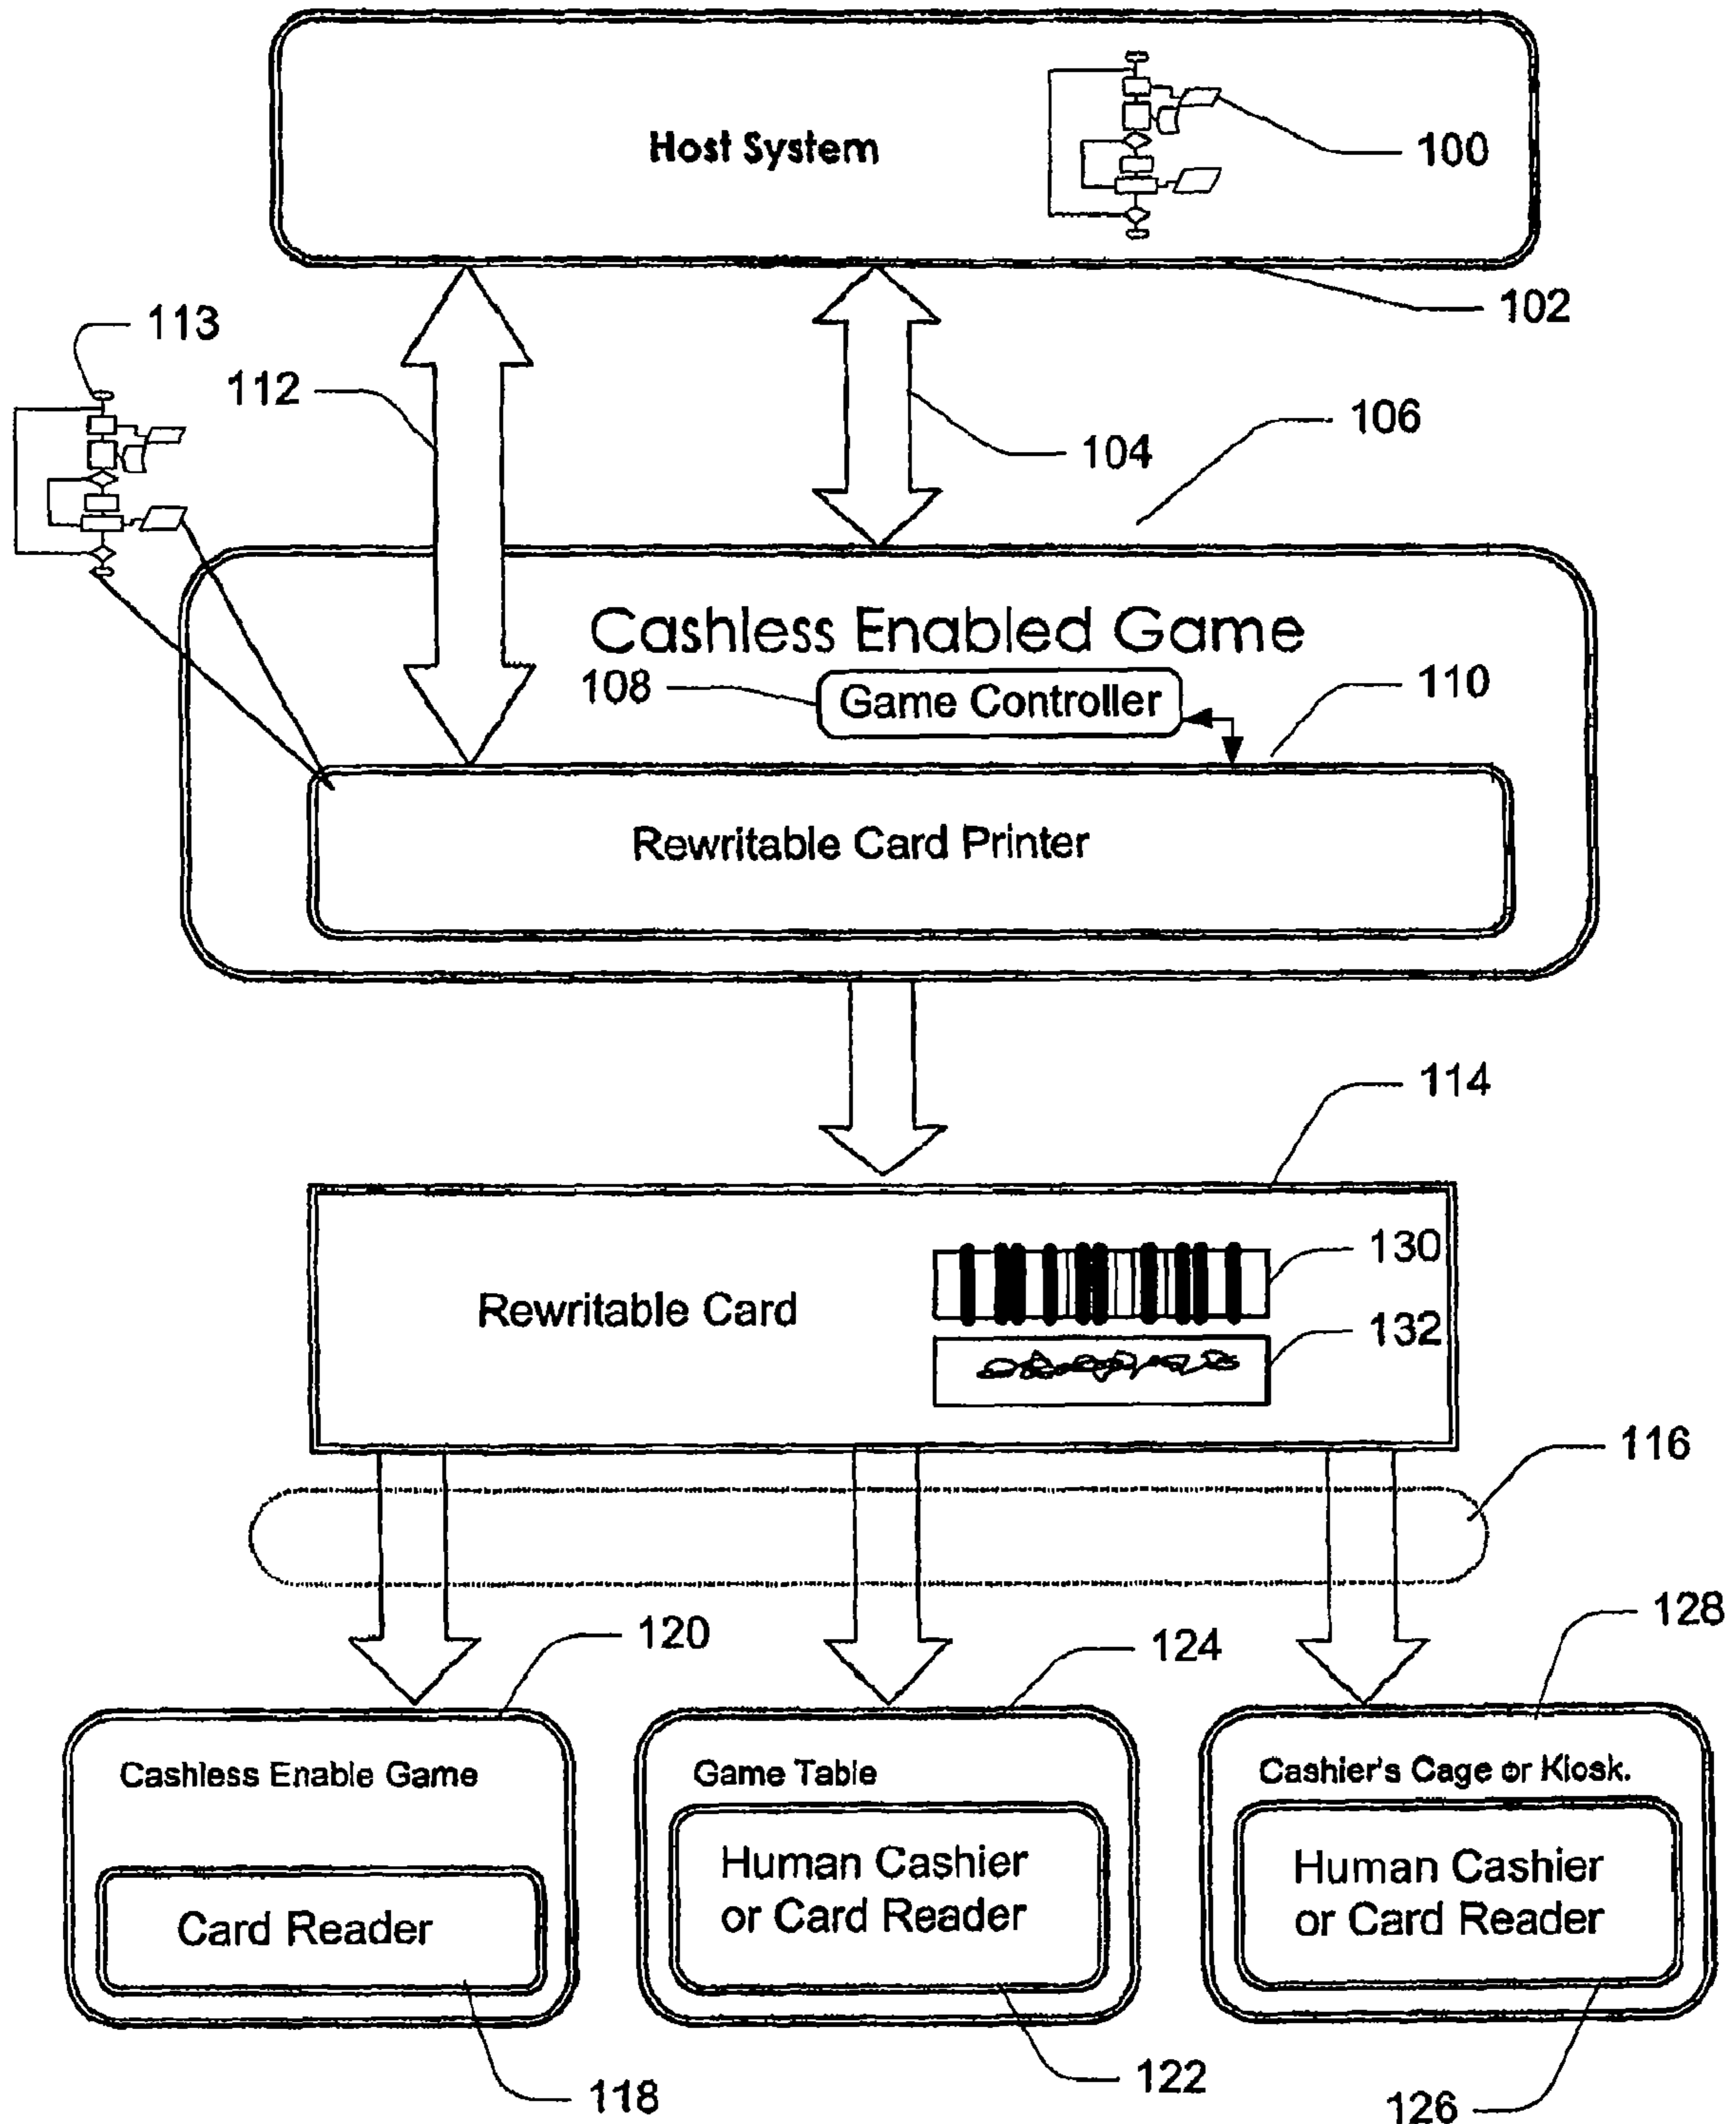 Host System
100
102
113
112
104
106
Cashless Enabled Game
108
Game Controller
110
Rewritable Card Printer
114
Rewritable Card
130
132
116
120
124
128
Cashless Enable Game
Game Table
Cashier's Cage or Kiosk.
Card Reader
Human Cashier
or Card Reader
Human Cashier
or Card Reader
118
122
126